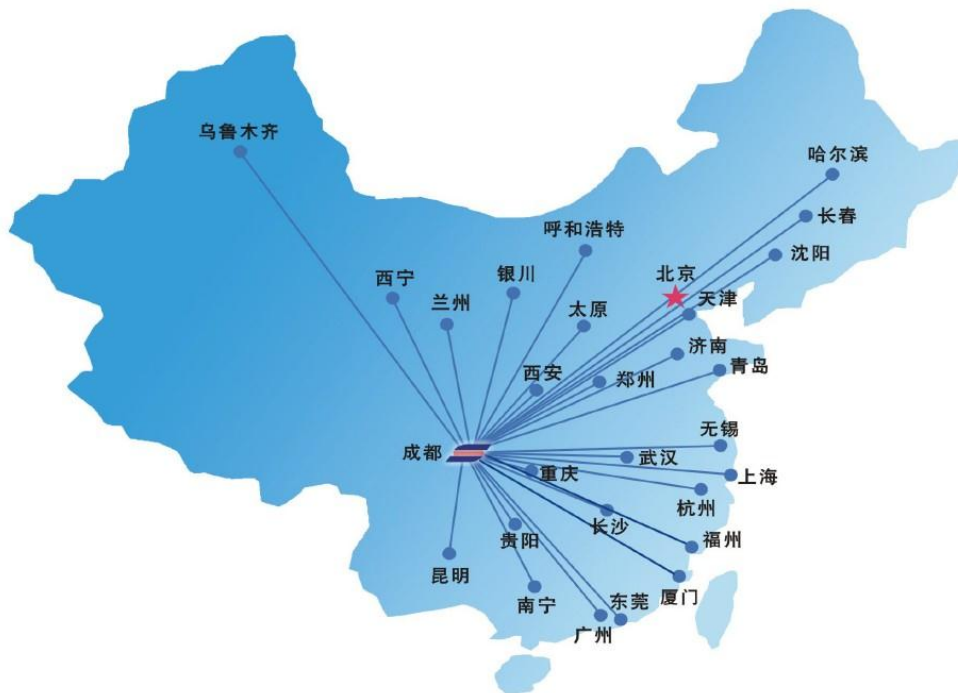 乌鲁木齐
哈尔滨
长春
呼和浩特
沈阳
北京
银川
西宁
天津
兰州
太原
济南
青岛
西安
郑州
无锡
成都
武汉
重庆
上海
杭州
长沙
福州
贵阳
昆明
厦门
南宁
东莞
广州